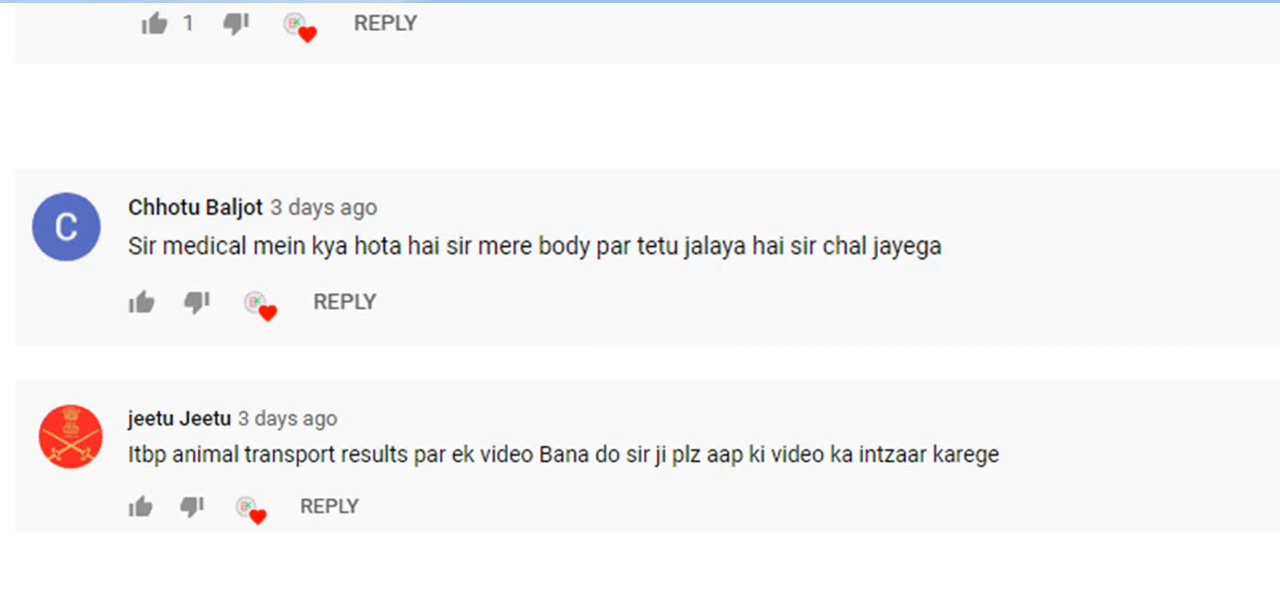 1 REPLY
Chhotu Baljot 3 days ago
Sir medical mein kya hota hai sir mere body par tetu jalaya hai sir chal jayega
REPLY
jeetu Jeetu 3 days ago
Itbp animal transport results par ek video Bana do sir ji plz aap ki video ka intzaar karege
REPLY